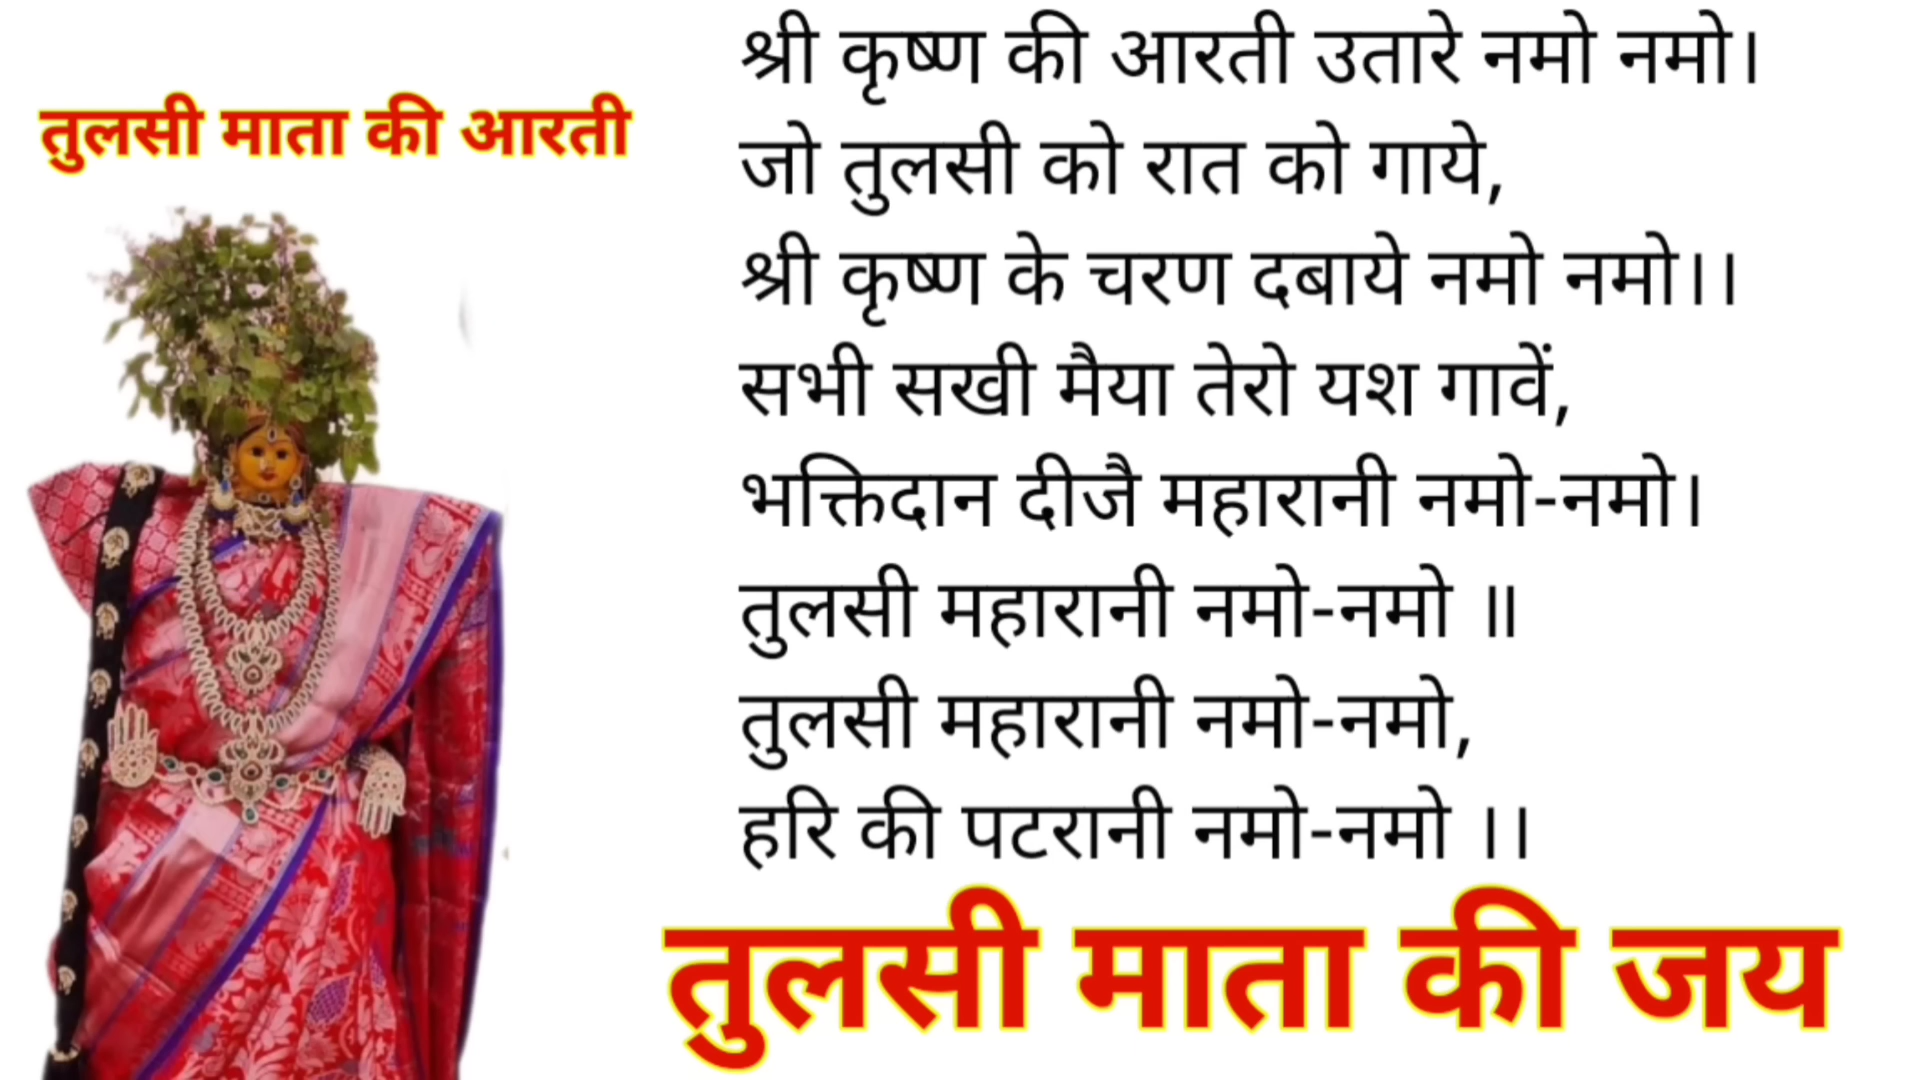 तुलसी माता की आरती
श्री कृष्ण की आरती उतारे नमो नमो।
जो तुलसी को रात को गाये,
श्री कृष्ण के चरण दबाये नमो नमो।।
सभी सखी मैया तेरो यश गावें,
भक्तिदान दीजै महारानी नमो-नमो।
तुलसी महारानी नमो-नमो ॥
तुलसी महारानी नमो-नमो,
हरि की पटरानी नमो-नमो ।।
तुलसी माता की जय